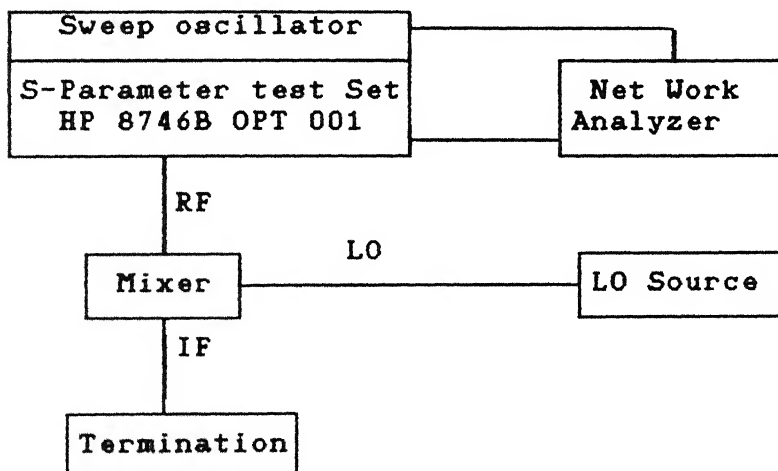 Sweep oscillator
S-Parameter test Set
HP 8746B OPT 001
Net Work
Analyzer
RF
LO
Mixer
LO Source
IF
Termination